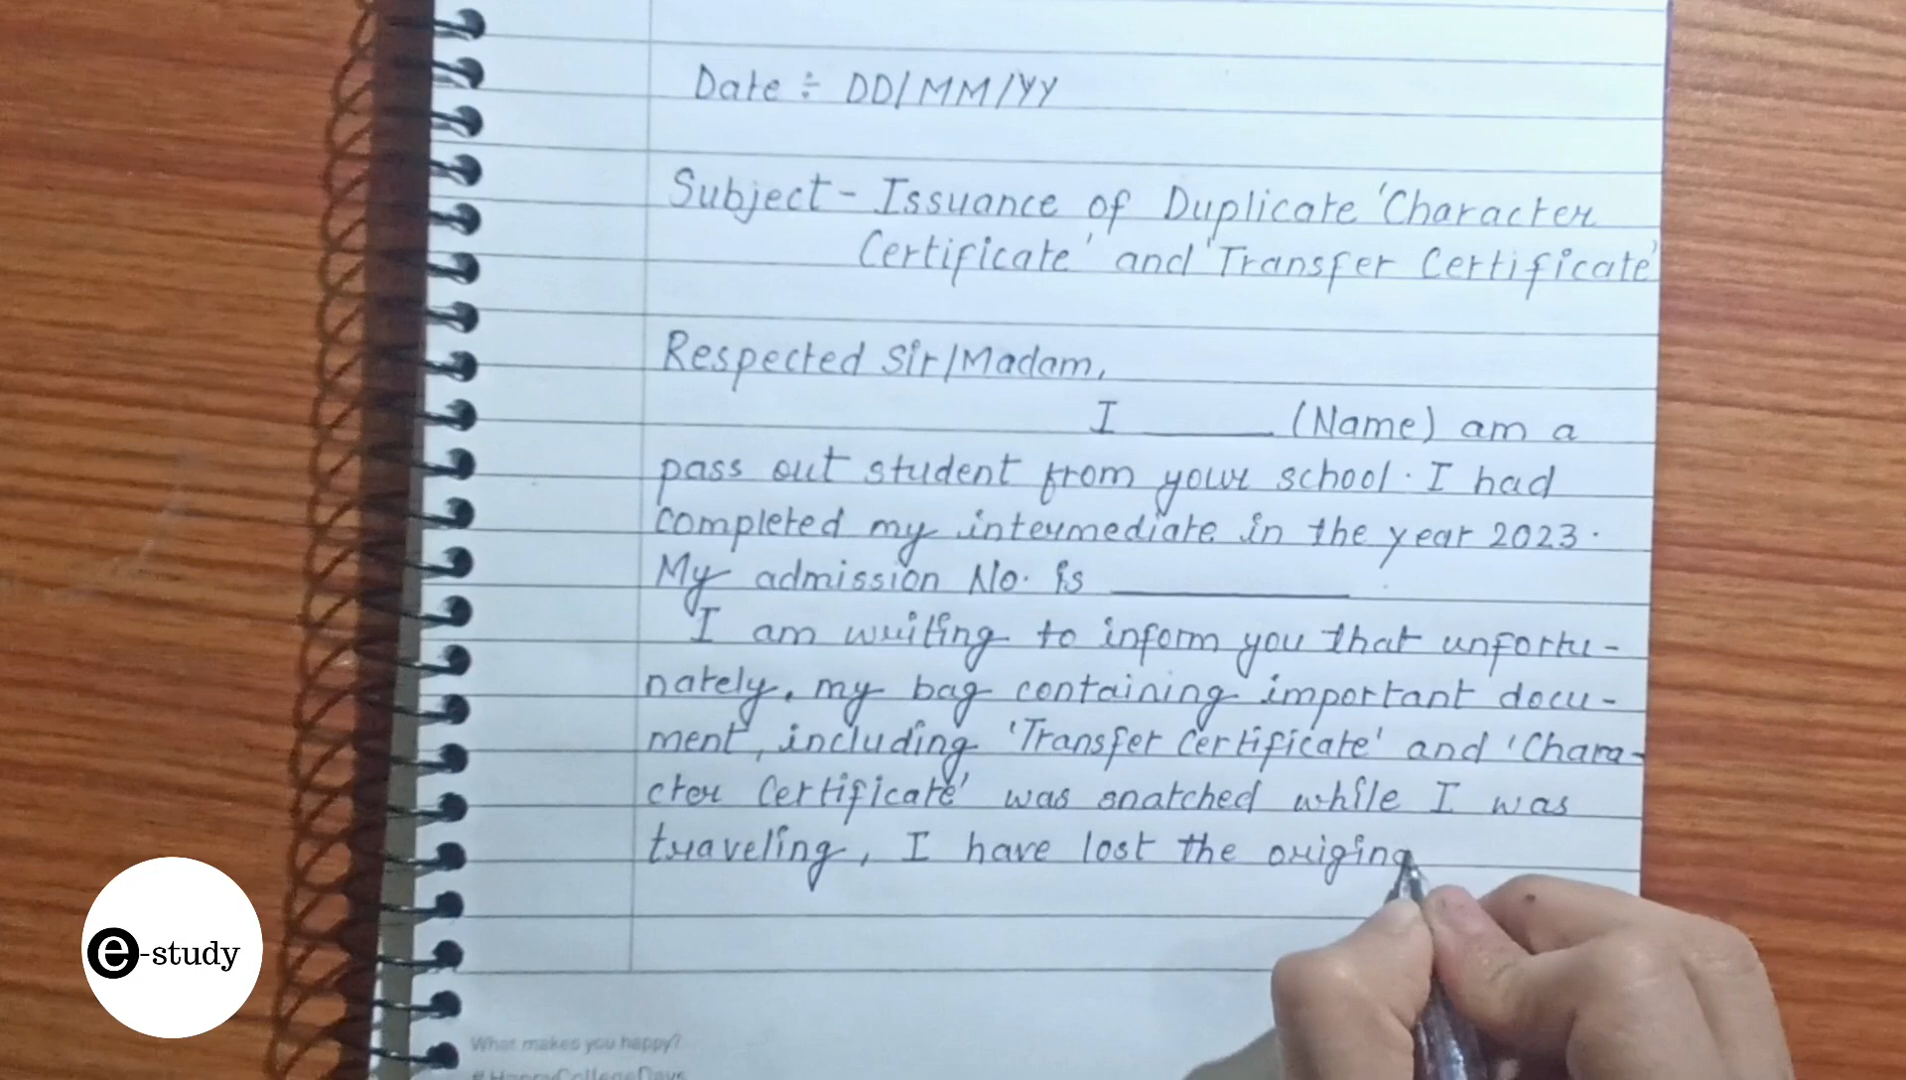 Date ÷ DD/MM/YY
Subject - Issuance of Duplicate 'Character
Certificate' and 'Transfer Certificate'
Respected Sir/Madam,
I ______ (Name) am a
pass out student from your school. I had
completed my intermediate in the year 2023.
My admission No. is __________
I am writing to inform you that unfortu-
nately, my bag containing important docu-
ment, including 'Transfer Certificate' and 'Chara-
cter Certificate' was snatched while I was
traveling, I have lost the origina
e-study
What makes you happy?
#HappyCollegeDays